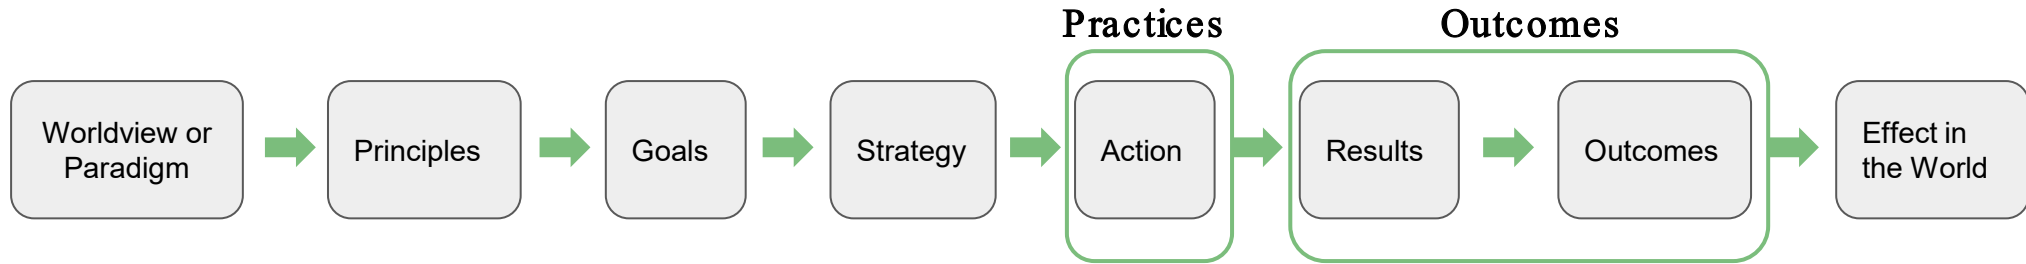 Practices
Outcomes
Worldview or
Paradigm
Principles
Goals
Strategy
Action
Results
Outcomes
Effect in
the World